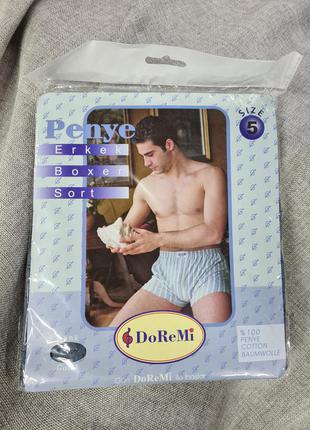 Penye
Erkek
Boxer
Sort
SIZE
5
DoReMi
%100
PENYE
COTTON
BAUMWOLLE
DoReMi